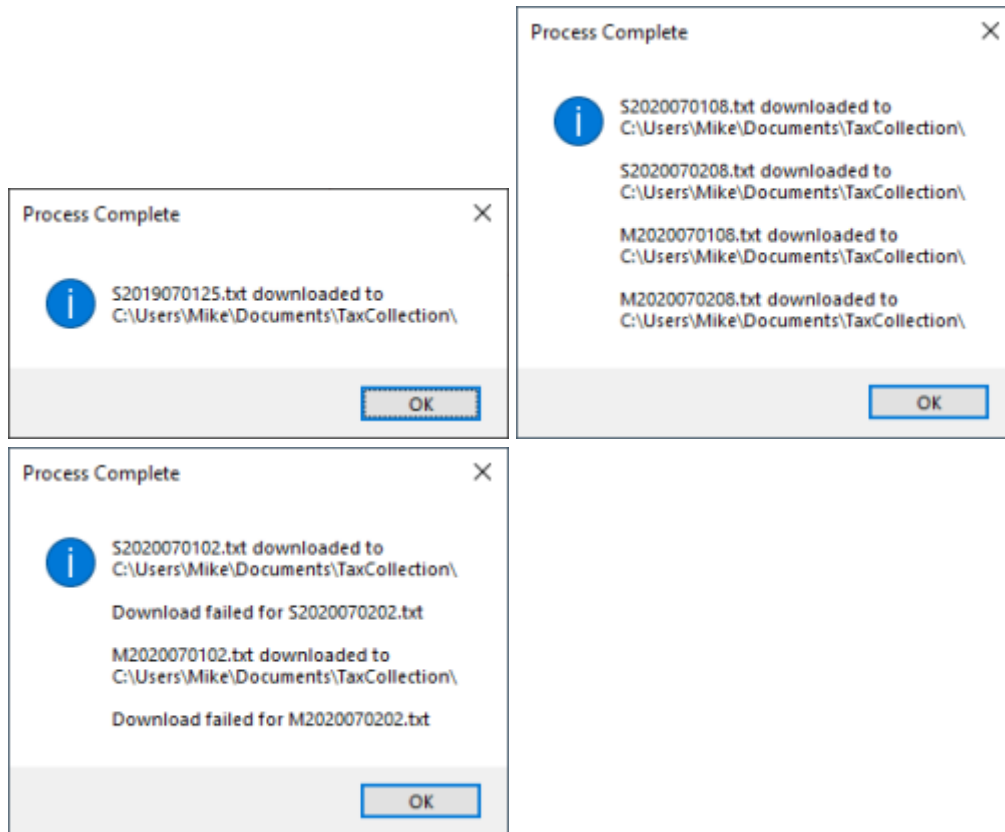 Process Complete
S2019070125.txt downloaded to
C:\Users\Mike\Documents\TaxCollection\
OK
Process Complete
S2020070108.txt downloaded to
C:\Users\Mike\Documents\TaxCollection\
S2020070208.txt downloaded to
C:\Users\Mike\Documents\TaxCollection\
M2020070108.txt downloaded to
C:\Users\Mike\Documents\TaxCollection\
M2020070208.txt downloaded to
C:\Users\Mike\Documents\TaxCollection\
OK
Process Complete
S2020070102.txt downloaded to
C:\Users\Mike\Documents\TaxCollection\
Download failed for S2020070202.txt
M2020070102.txt downloaded to
C:\Users\Mike\Documents\TaxCollection\
Download failed for M2020070202.txt
OK